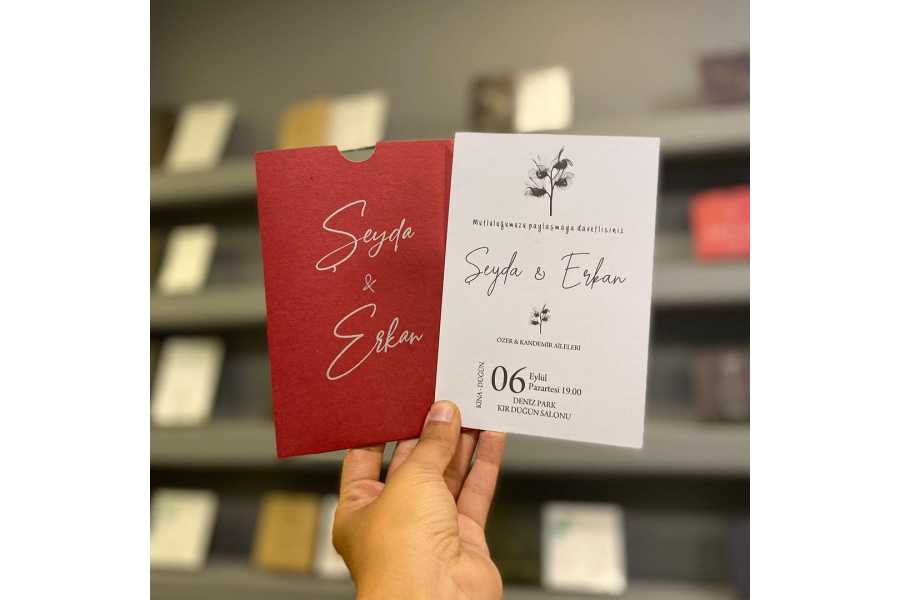 Şeyda
&
Erkan
Mutluluğumuzu paylaşmaya davetlisiniz
Şeyda & Erkan
OZER & KANDEMİR AİLELERİ
KINA - DÜĞÜN
06 Eylül
Pazartesi 19:00
DENİZ PARK
KIR DÜĞÜN SALONU